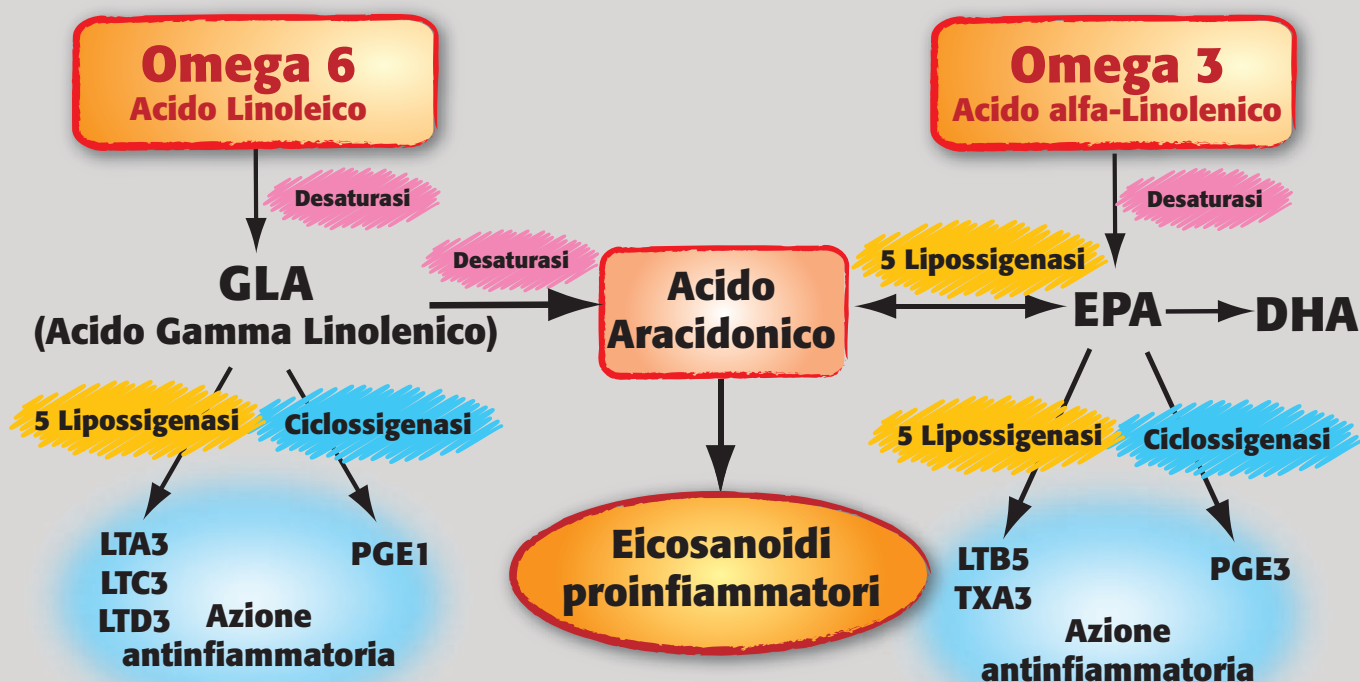 Omega 6
Acido Linoleico
Omega 3
Acido alfa-Linolenico
Desaturasi
Desaturasi
Desaturasi
5 Lipossigenasi
GLA
(Acido Gamma Linolenico)
Acido
Aracidonico
EPA
DHA
5 Lipossigenasi
Ciclossigenasi
5 Lipossigenasi
Ciclossigenasi
LTA3
LTC3
LTD3
PGE1
Azione
antinfiammatoria
Eicosanoidi
proinfiammatori
LTB5
TXA3
PGE3
Azione
antinfiammatoria